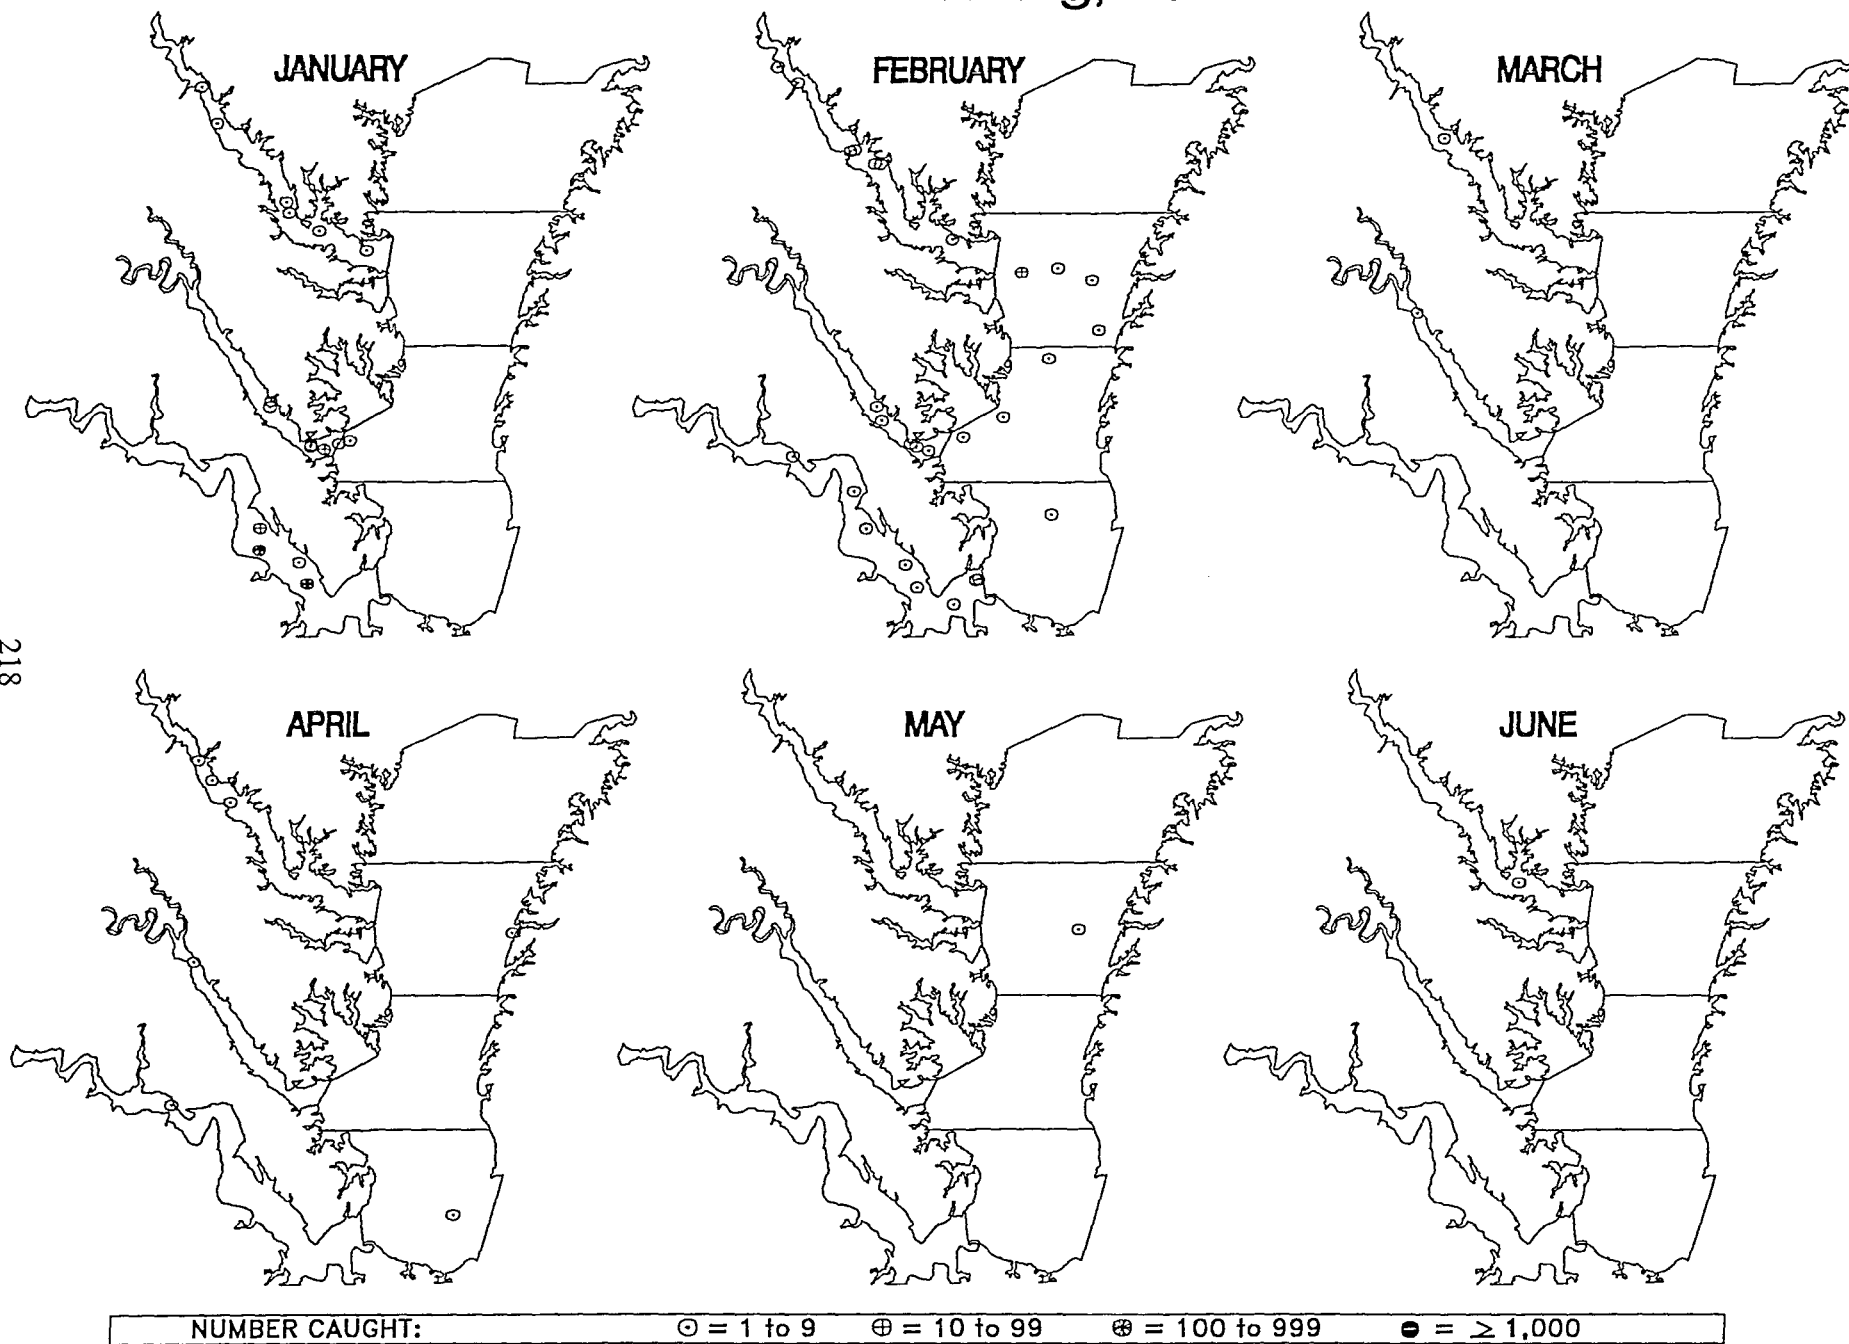 JANUARY
FEBRUARY
MARCH
218
APRIL
MAY
JUNE
NUMBER CAUGHT: ⊙ = 1 to 9 ⊕ = 10 to 99 ⊛ = 100 to 999 ⊖ = ≥ 1,000